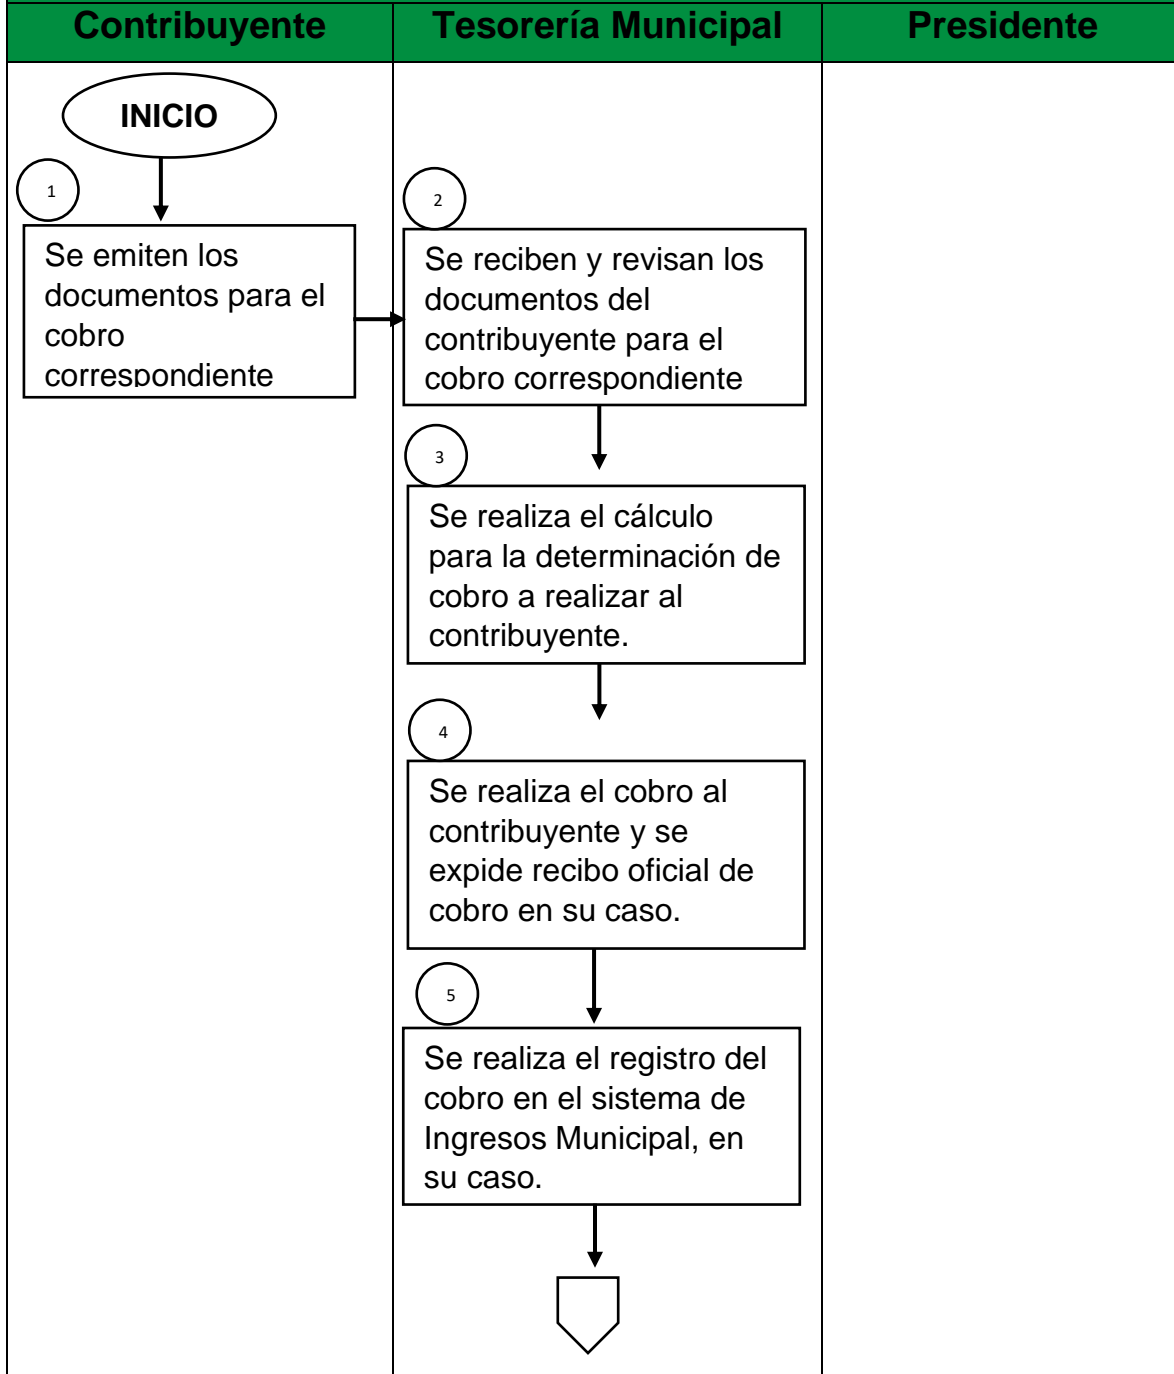 Contribuyente
Tesorería Municipal
Presidente
INICIO
1
Se emiten los
documentos para el
cobro
correspondiente
2
Se reciben y revisan los
documentos del
contribuyente para el
cobro correspondiente
3
Se realiza el cálculo
para la determinación de
cobro a realizar al
contribuyente.
4
Se realiza el cobro al
contribuyente y se
expide recibo oficial de
cobro en su caso.
5
Se realiza el registro del
cobro en el sistema de
Ingresos Municipal, en
su caso.